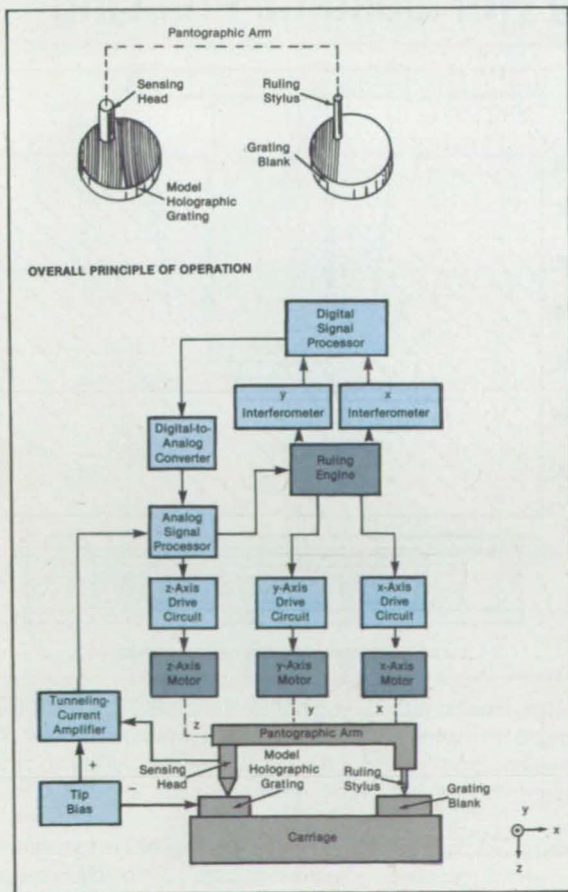 Pantographic Arm
Sensing
Head
Ruling
Stylus
Grating
Blank
Model
Holographic
Grating
OVERALL PRINCIPLE OF OPERATION
Digital
Signal
Processor
y
Interferometer
x
Interferometer
Digital-to-
Analog
Converter
Ruling
Engine
Analog
Signal
Processor
z-Axis
Drive
Circuit
y-Axis
Drive
Circuit
x-Axis
Drive
Circuit
z-Axis
Motor
y-Axis
Motor
x-Axis
Motor
Tunneling-
Current
Amplifier
z
y
x
Pantographic Arm
Sensing
Head
Model
Holographic
Grating
Ruling
Stylus
Grating
Blank
+
Tip
Bias
–
Carriage
y
x
z